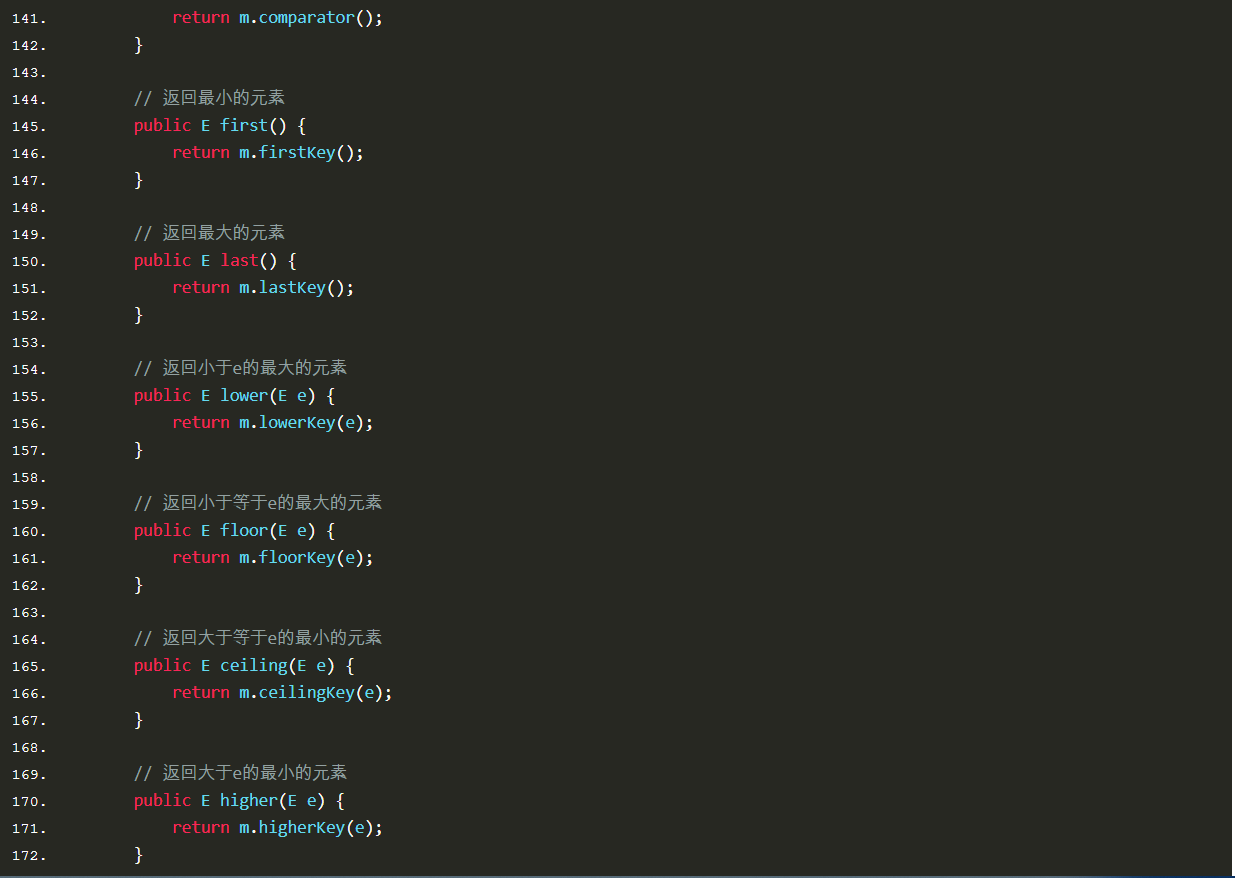 141.             return m.comparator();
142.         }
143.
144.         // 返回最小的元素
145.         public E first() {
146.             return m.firstKey();
147.         }
148.
149.         // 返回最大的元素
150.         public E last() {
151.             return m.lastKey();
152.         }
153.
154.         // 返回小于e的最大的元素
155.         public E lower(E e) {
156.             return m.lowerKey(e);
157.         }
158.
159.         // 返回小于等于e的最大的元素
160.         public E floor(E e) {
161.             return m.floorKey(e);
162.         }
163.
164.         // 返回大于等于e的最小的元素
165.         public E ceiling(E e) {
166.             return m.ceilingKey(e);
167.         }
168.
169.         // 返回大于e的最小的元素
170.         public E higher(E e) {
171.             return m.higherKey(e);
172.         }